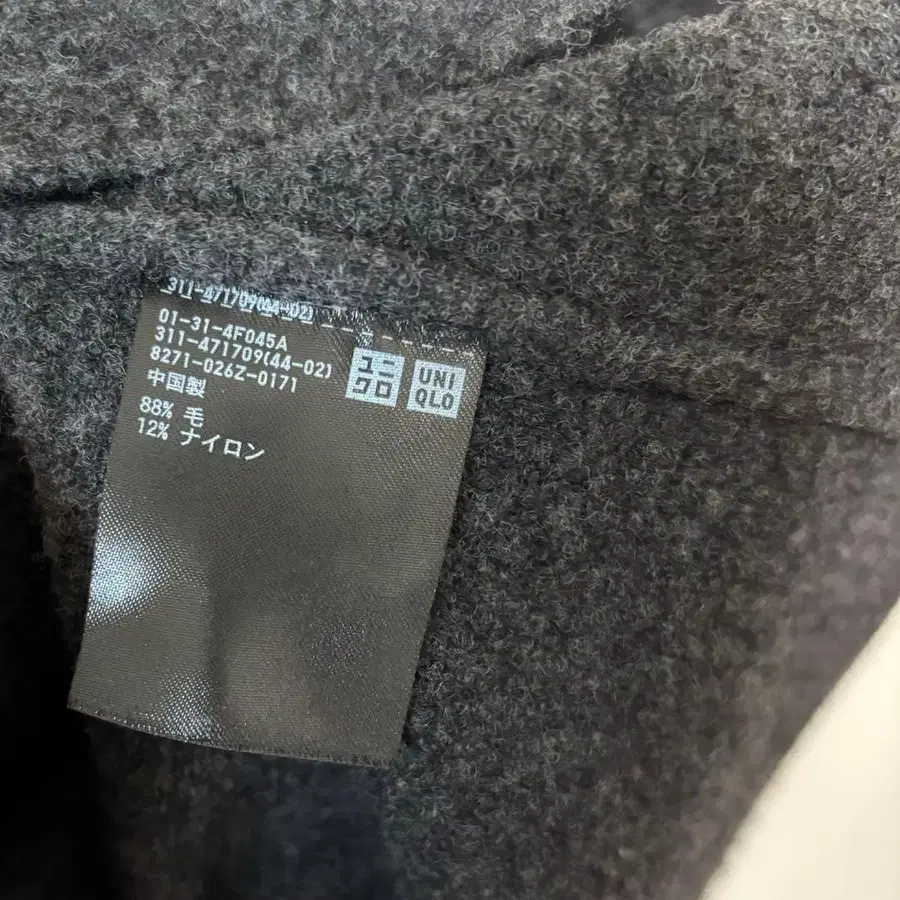 311-471709(44-02)
01-31-4F045A
311-471709(44-02)
8271-026Z-0171
中国製
88% 毛
12% ナイロン
ユニ
クロ
UNI
QLO